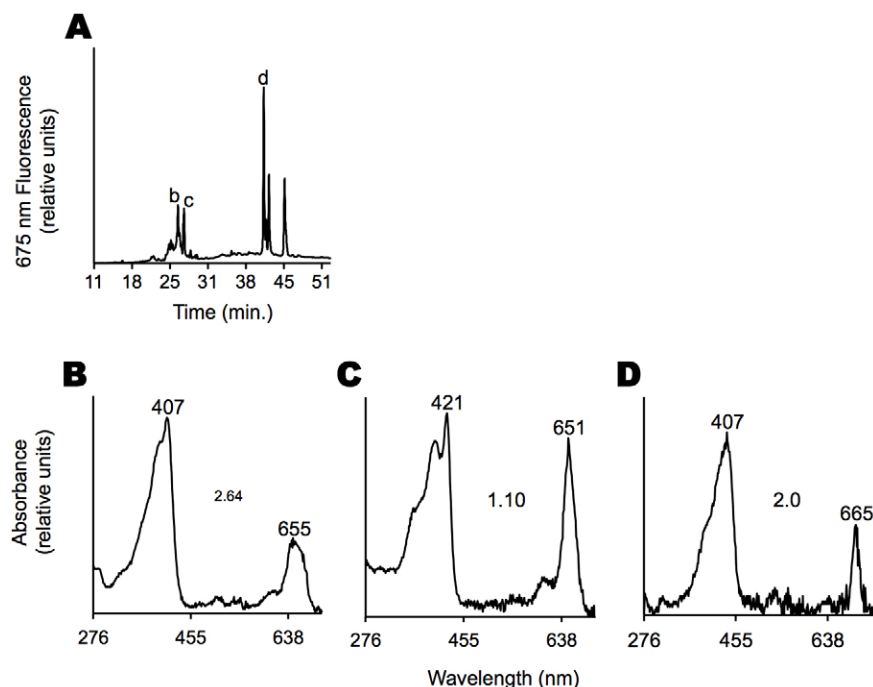 A
675 nm Fluorescence
(relative units)
b
c
d
11 18 25 31 38 45 51
Time (min.)
B
Absorbance
(relative units)
407
2.64
655
276 455 638
C
421
1.10
651
276 455 638
D
407
2.0
665
276 455 638
Wavelength (nm)